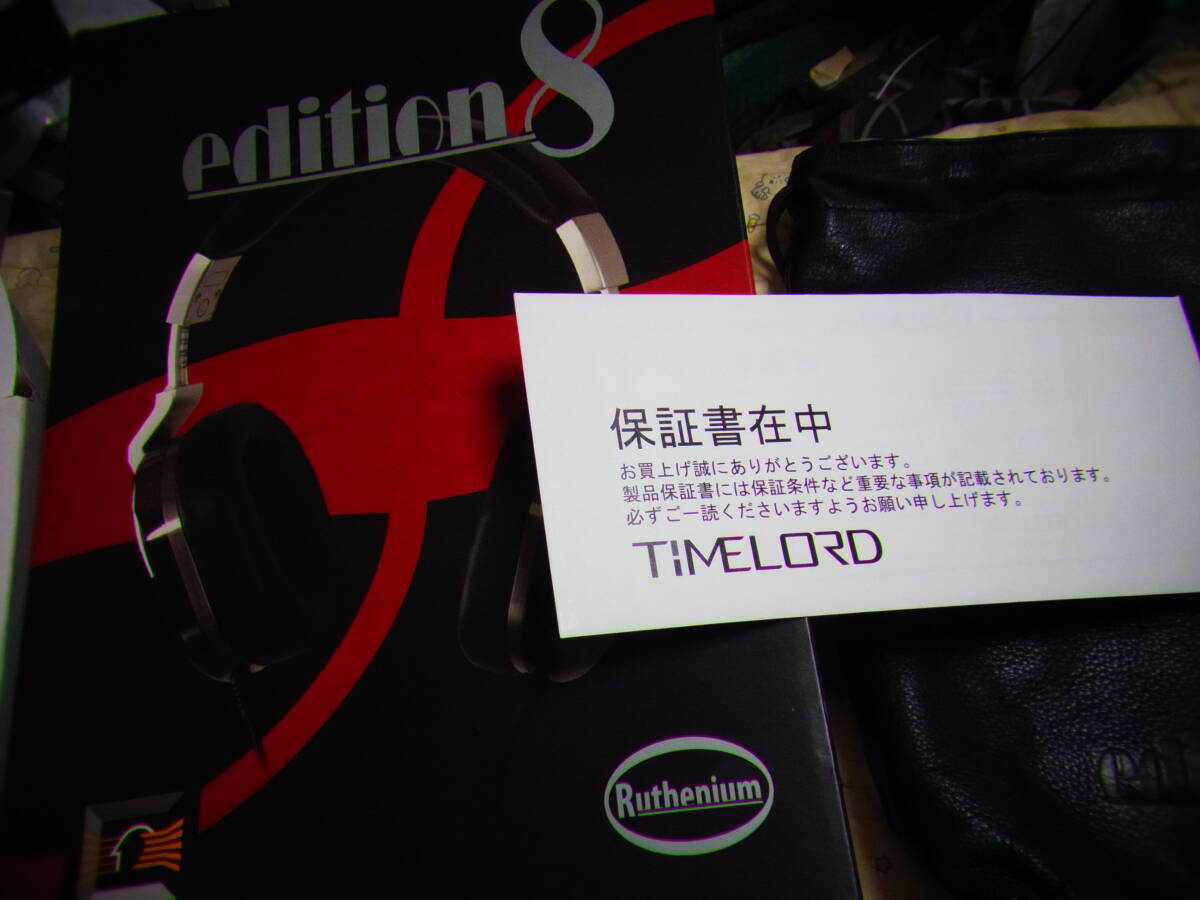 edition 8
保証書在中
お買上げ誠にありがとうございます。
製品保証書には保証条件など重要な事項が記載されております。
必ずご一読くださいますようお願い申し上げます。
TIMELORD
Ruthenium